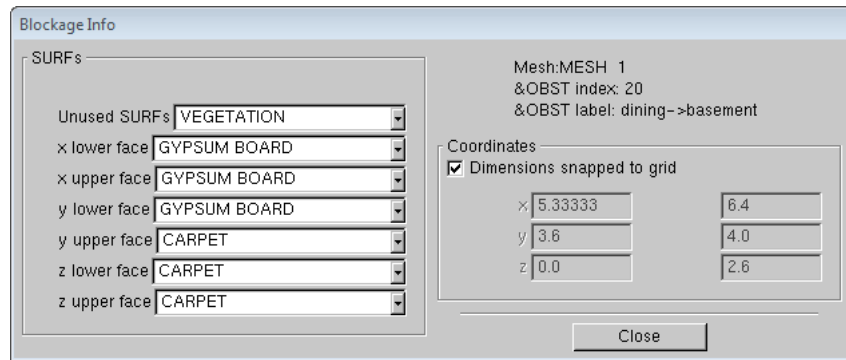 Blockage Info
SURFs
Unused SURFs VEGETATION
x lower face GYPSUM BOARD
x upper face GYPSUM BOARD
y lower face GYPSUM BOARD
y upper face CARPET
z lower face CARPET
z upper face CARPET
Mesh:MESH 1
&OBST index: 20
&OBST label: dining->basement
Coordinates
Dimensions snapped to grid
x 5.33333 6.4
y 3.6 4.0
z 0.0 2.6
Close